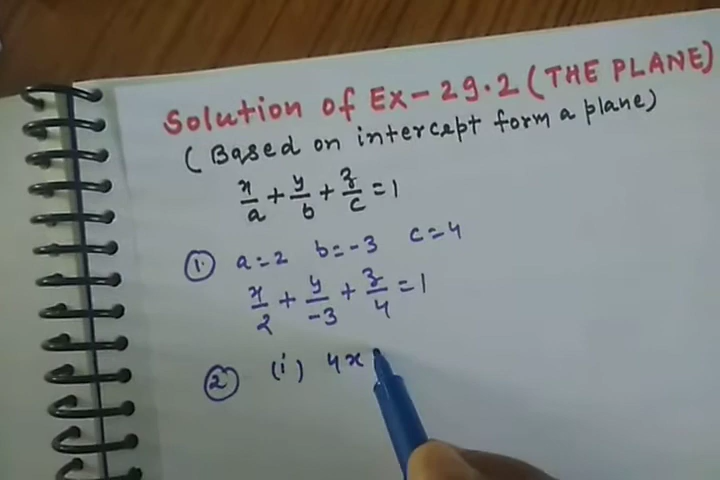 Solution of Ex-29.2 (THE PLANE)
(Based on intercept form a plane)
x/a + y/b + z/c = 1
① a=2 b=-3 c=4
x/2 + y/-3 + z/4 = 1
② (i) 4x